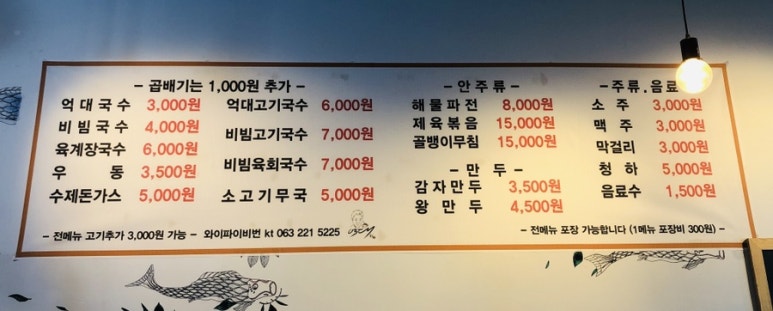 - 곱배기는 1,000원 추가 -
억대국수 3,000원
비빔국수 4,000원
육계장국수 6,000원
우동 3,500원
수제돈가스 5,000원
억대고기국수 6,000원
비빔고기국수 7,000원
비빔육회국수 7,000원
소고기무국 5,000원
- 안주류 -
해물파전 8,000원
제육볶음 15,000원
골뱅이무침 15,000원
- 만두 -
감자만두 3,500원
왕만두 4,500원
- 주류.음료
소주 3,000원
맥주 3,000원
막걸리 3,000원
청하 5,000원
음료수 1,500원
- 전메뉴 고기추가 3,000원 가능 - 와이파이비번 kt 063 221 5225
- 전메뉴 포장 가능합니다 (1메뉴 포장비 300원) -